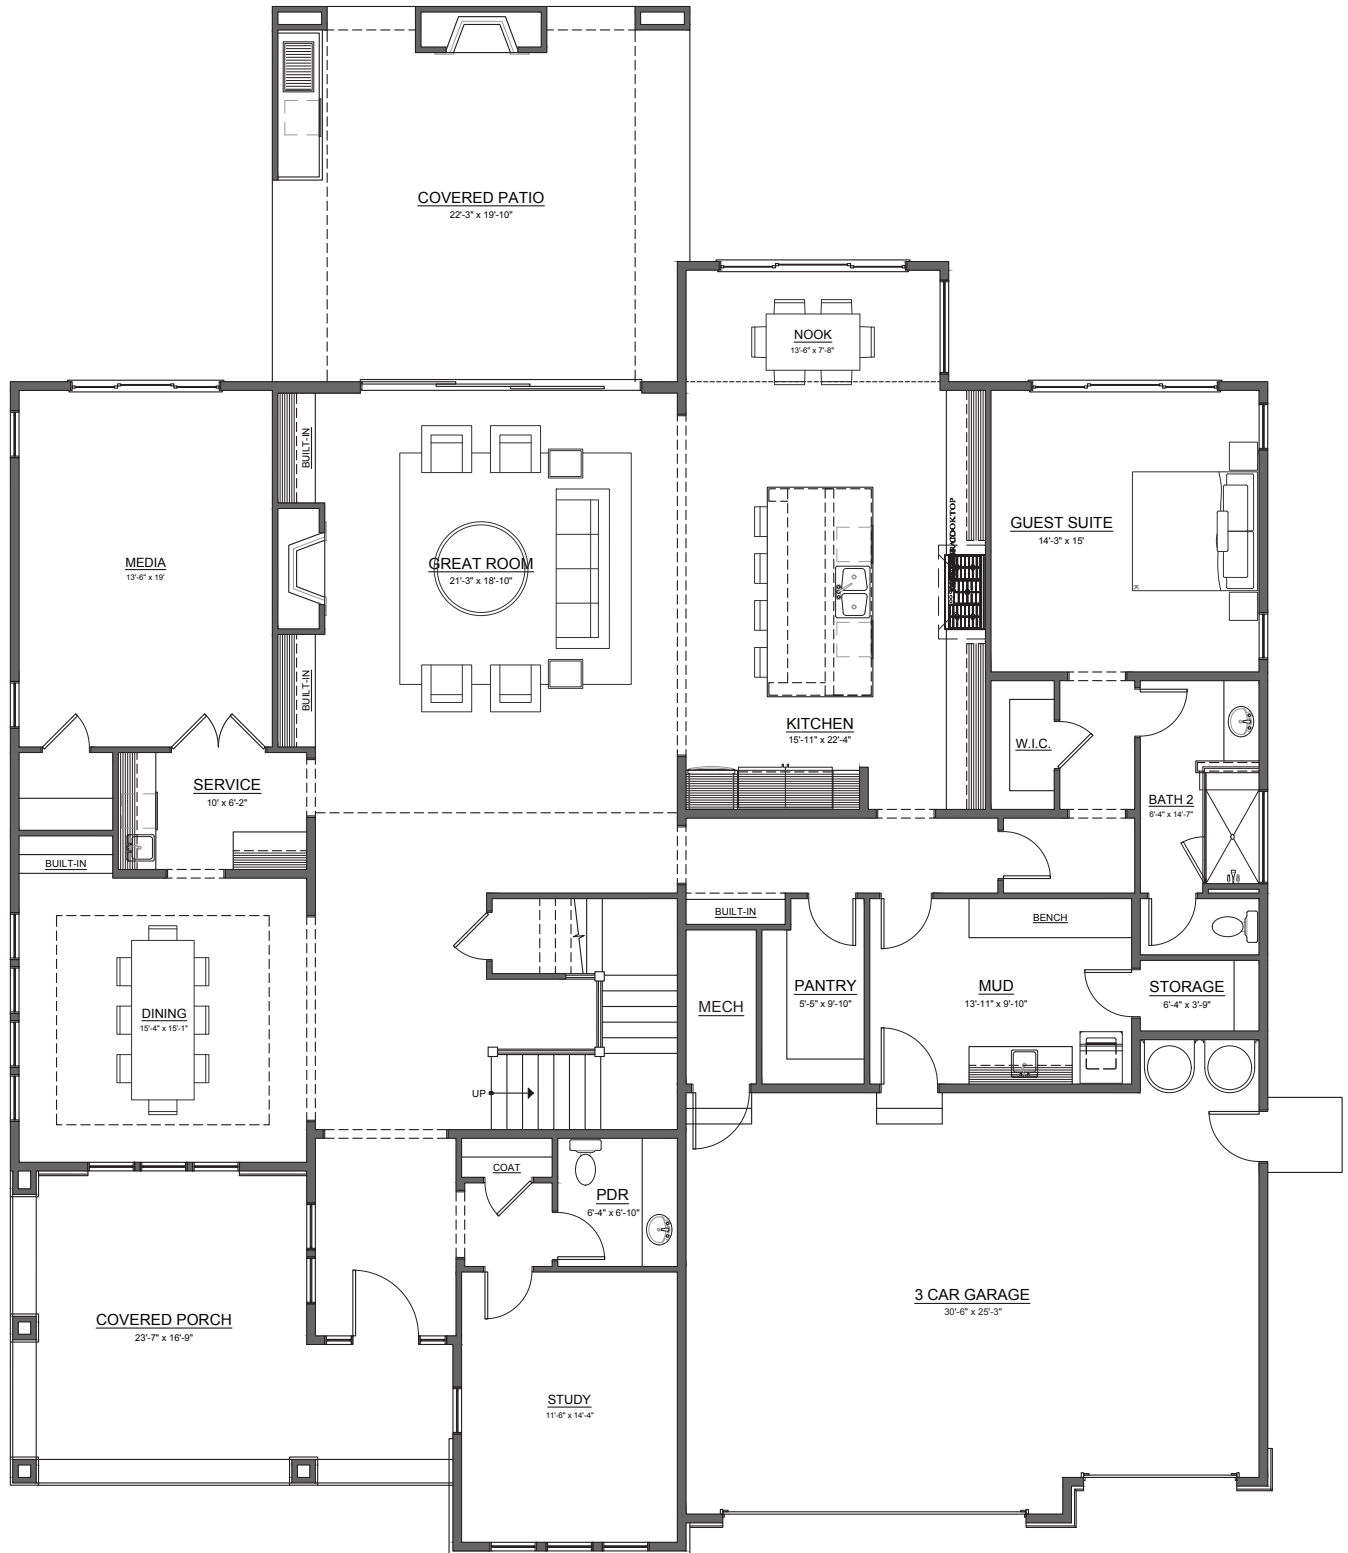 COVERED PATIO
22'-3" x 19'-10"
NOOK
13'-6" x 7'-8"
BUILT-IN
GREAT ROOM
21'-3" x 18'-10"
MEDIA
13'-6" x 19'
BUILT-IN
COOKTOP
GUEST SUITE
14'-3" x 15'
KITCHEN
15'-11" x 22'-4"
W.I.C.
SERVICE
10' x 6'-2"
BATH 2
6'-4" x 14'-7"
BUILT-IN
BUILT-IN
BENCH
DINING
15'-4" x 15'-1"
MECH
PANTRY
5'-5" x 9'-10"
MUD
13'-11" x 9'-10"
STORAGE
6'-4" x 3'-9"
UP
COAT
PDR
6'-4" x 6'-10"
COVERED PORCH
23'-7" x 16'-9"
3 CAR GARAGE
30'-6" x 25'-3"
STUDY
11'-6" x 14'-4"